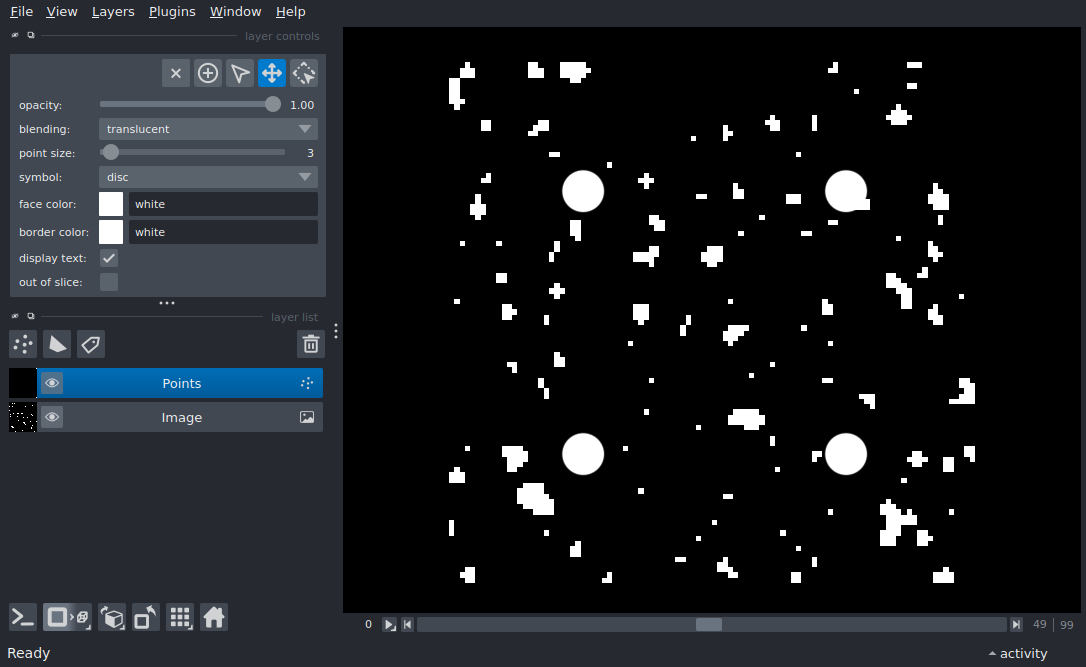 File View Layers Plugins Window Help
layer controls
opacity: 1.00
blending: translucent
point size: 3
symbol: disc
face color: white
border color: white
display text:
out of slice:
layer list
Points
Image
0 49 99
Ready activity